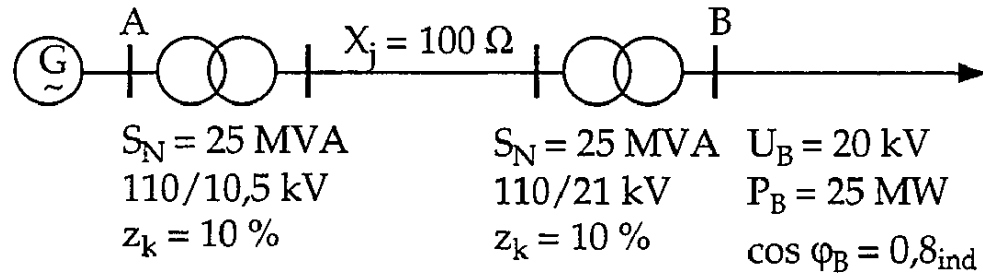 A
B
G
~
X_j = 100 Ω
S_N = 25 MVA
110/10,5 kV
z_k = 10 %
S_N = 25 MVA
110/21 kV
z_k = 10 %
U_B = 20 kV
P_B = 25 MW
cos φ_B = 0,8_ind